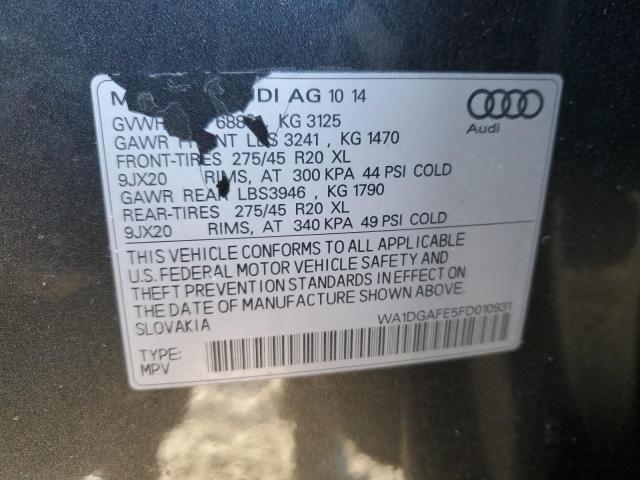 AUDI AG 10 14
KG 3125
GAWR LBS 3241 , KG 1470
FRONT-TIRES 275/45 R20 XL
9JX20 RIMS, AT 300 KPA 44 PSI COLD
GAWR REAR LBS3946 , KG 1790
REAR-TIRES 275/45 R20 XL
9JX20 RIMS, AT 340 KPA 49 PSI COLD
Audi
THIS VEHICLE CONFORMS TO ALL APPLICABLE
U.S. FEDERAL MOTOR VEHICLE SAFETY AND
THEFT PREVENTION STANDARDS IN EFFECT ON
THE DATE OF MANUFACTURE SHOWN ABOVE.
SLOVAKIA
WA1DGAFE5FD010931
TYPE:
MPV